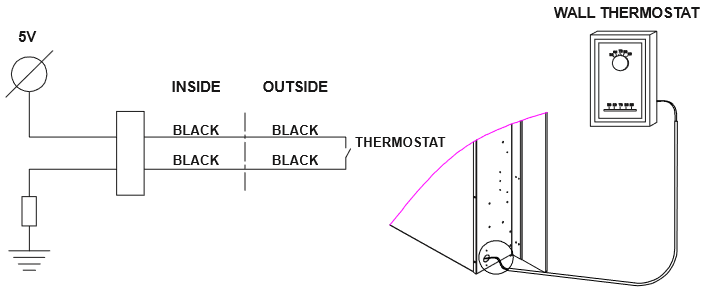 WALL THERMOSTAT
5V
INSIDE OUTSIDE
BLACK BLACK
THERMOSTAT
BLACK BLACK